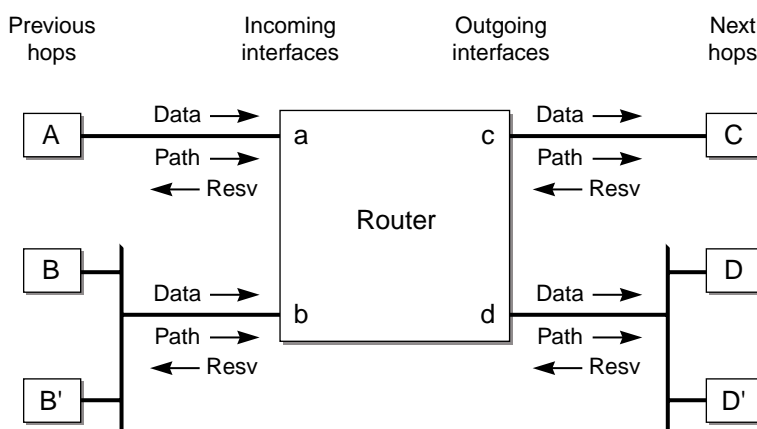 Previous
hops
Incoming
interfaces
Outgoing
interfaces
Next
hops
Data
Data
A
a
c
C
Path
Path
Resv
Resv
Router
B
D
Data
Data
b
d
Path
Path
Resv
Resv
B'
D'